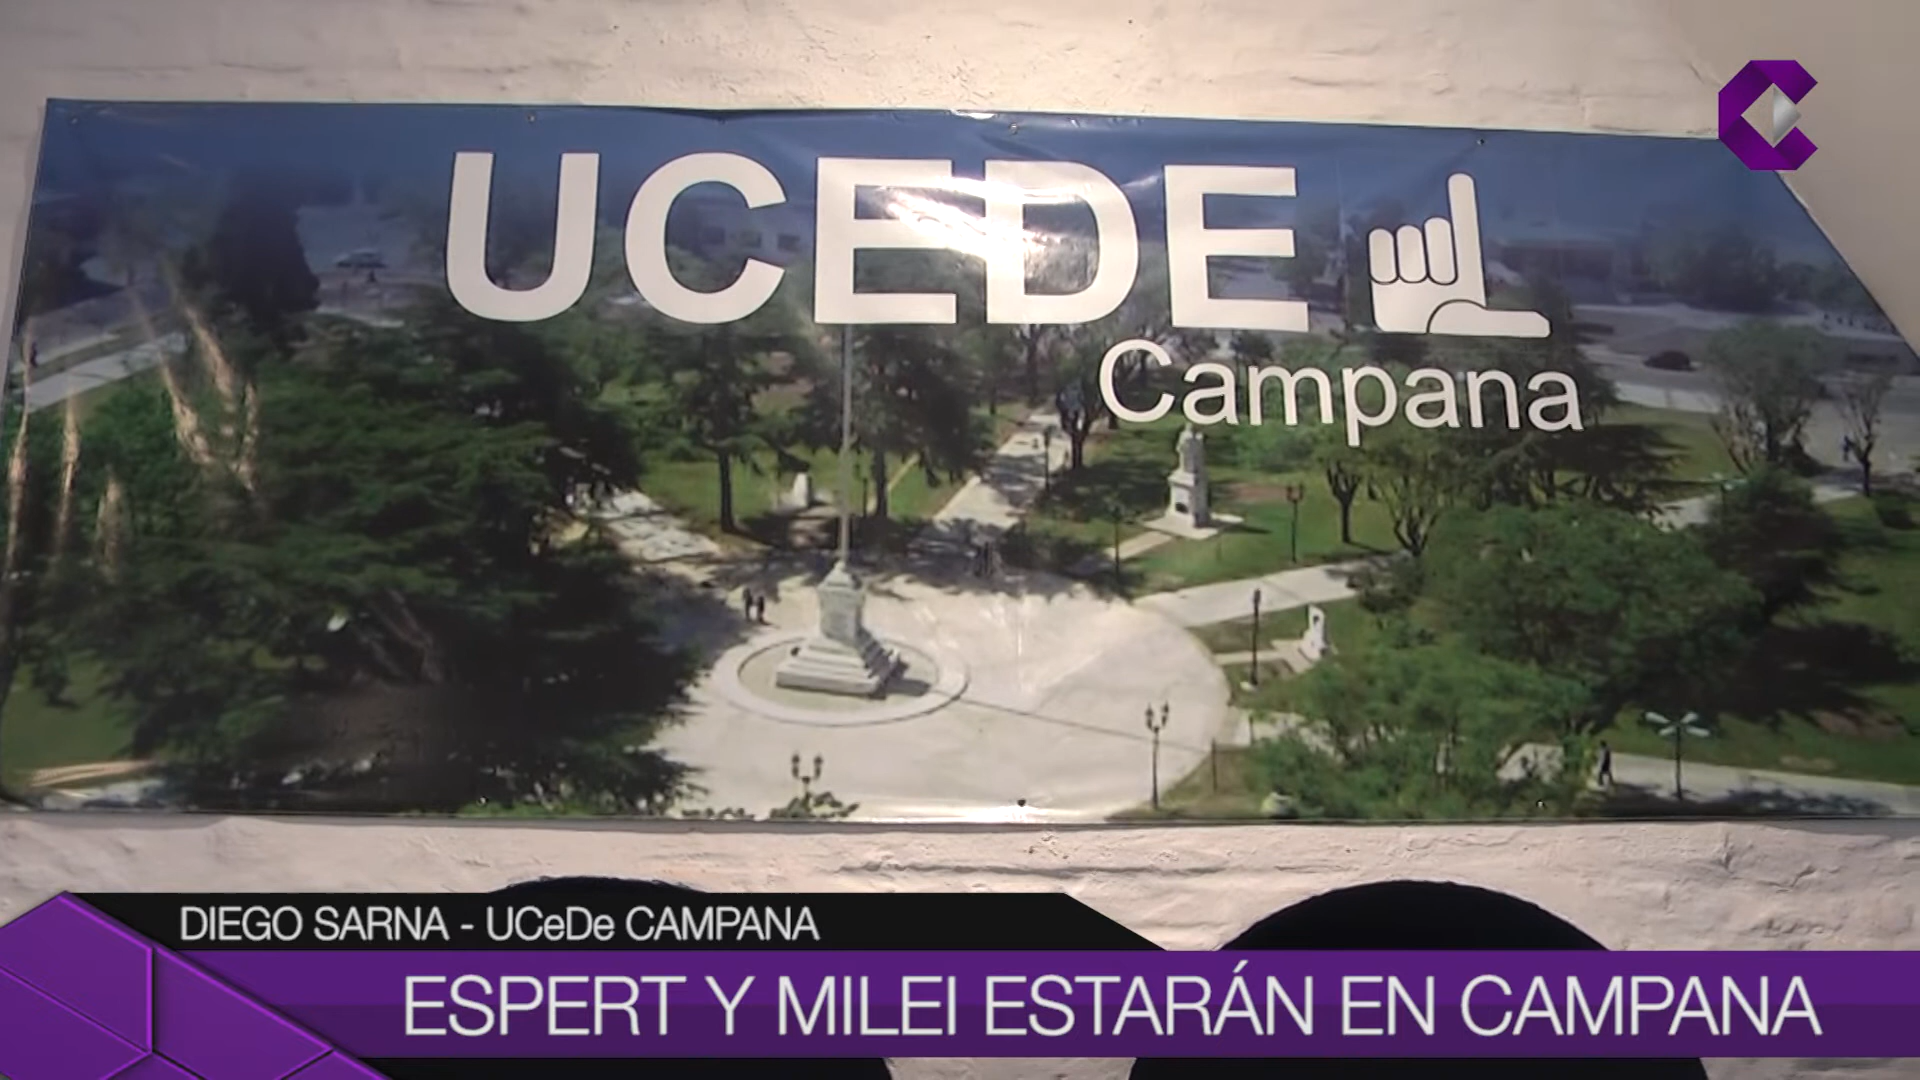 UCEDE
Campana
DIEGO SARNA - UCeDe CAMPANA
ESPERT Y MILEI ESTARÁN EN CAMPANA